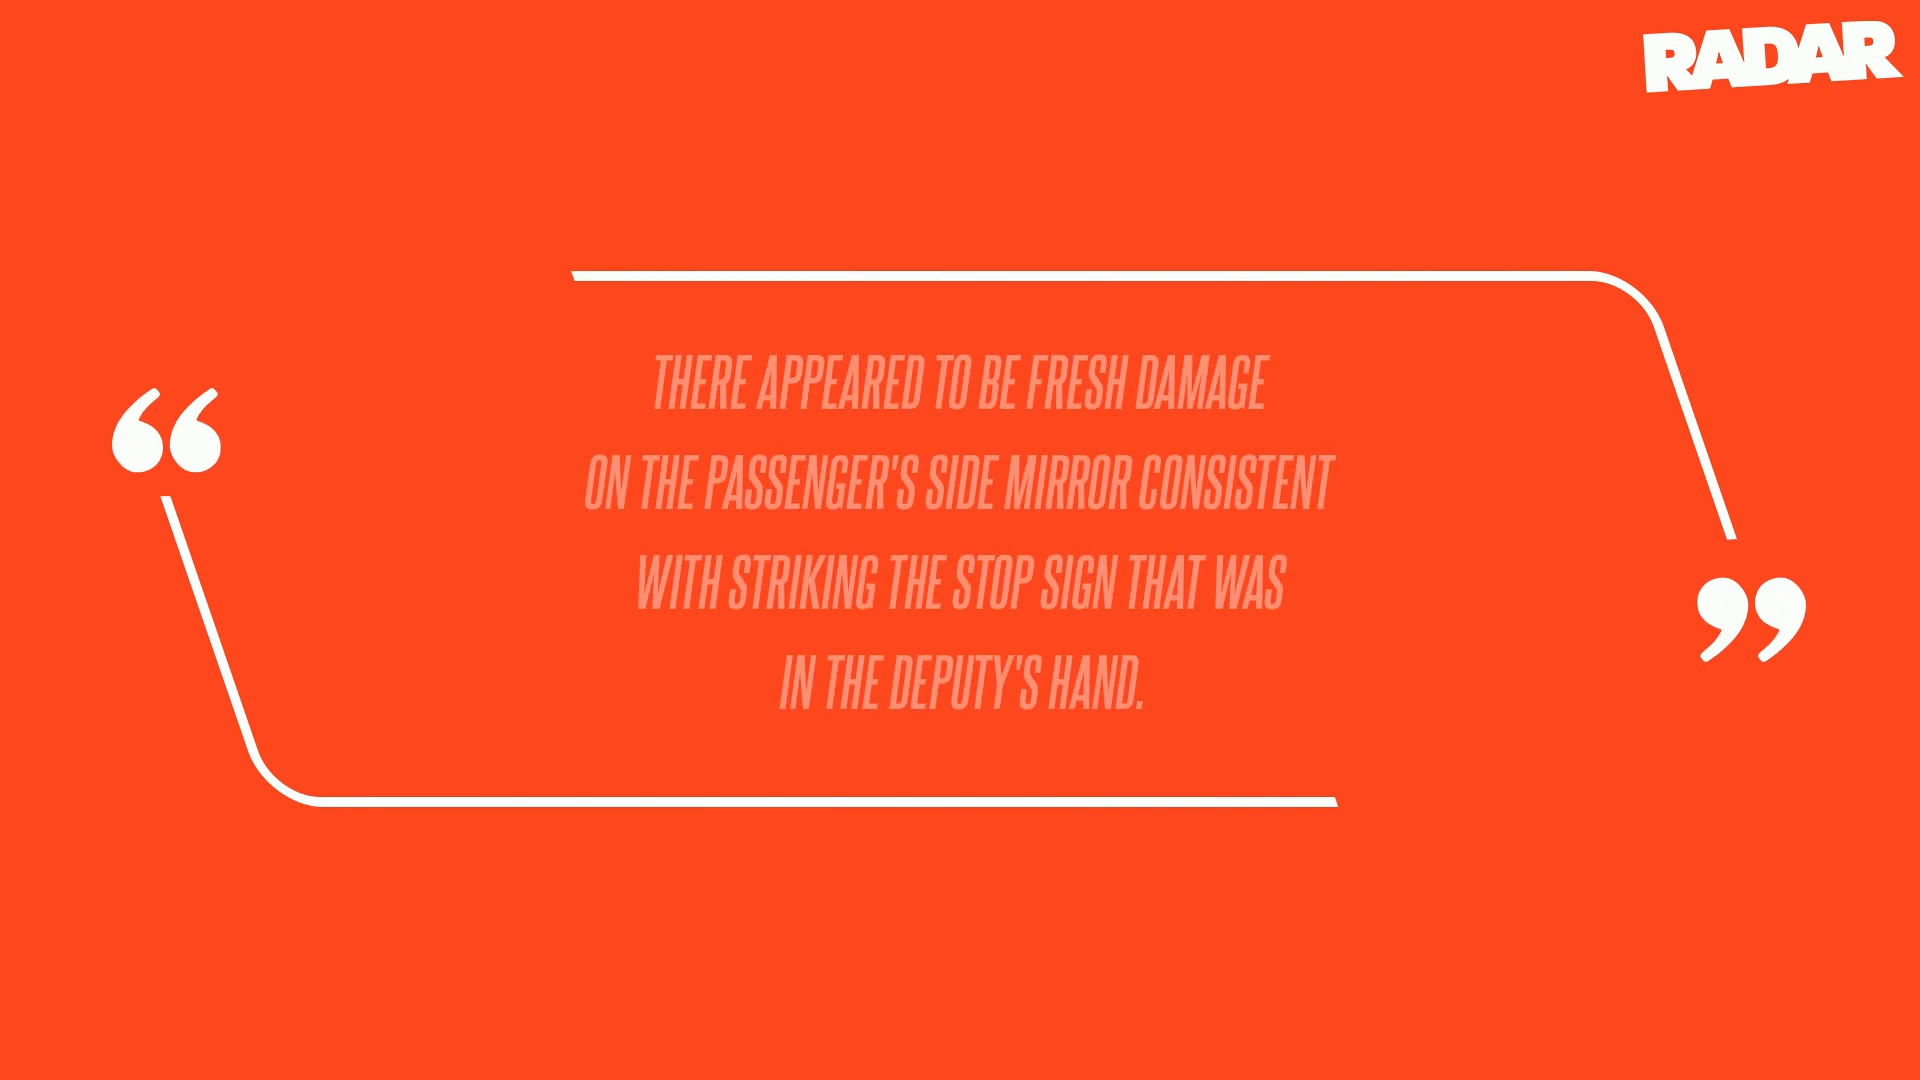 RADAR
THERE APPEARED TO BE FRESH DAMAGE
ON THE PASSENGER'S SIDE MIRROR CONSISTENT
WITH STRIKING THE STOP SIGN THAT WAS
IN THE DEPUTY'S HAND.